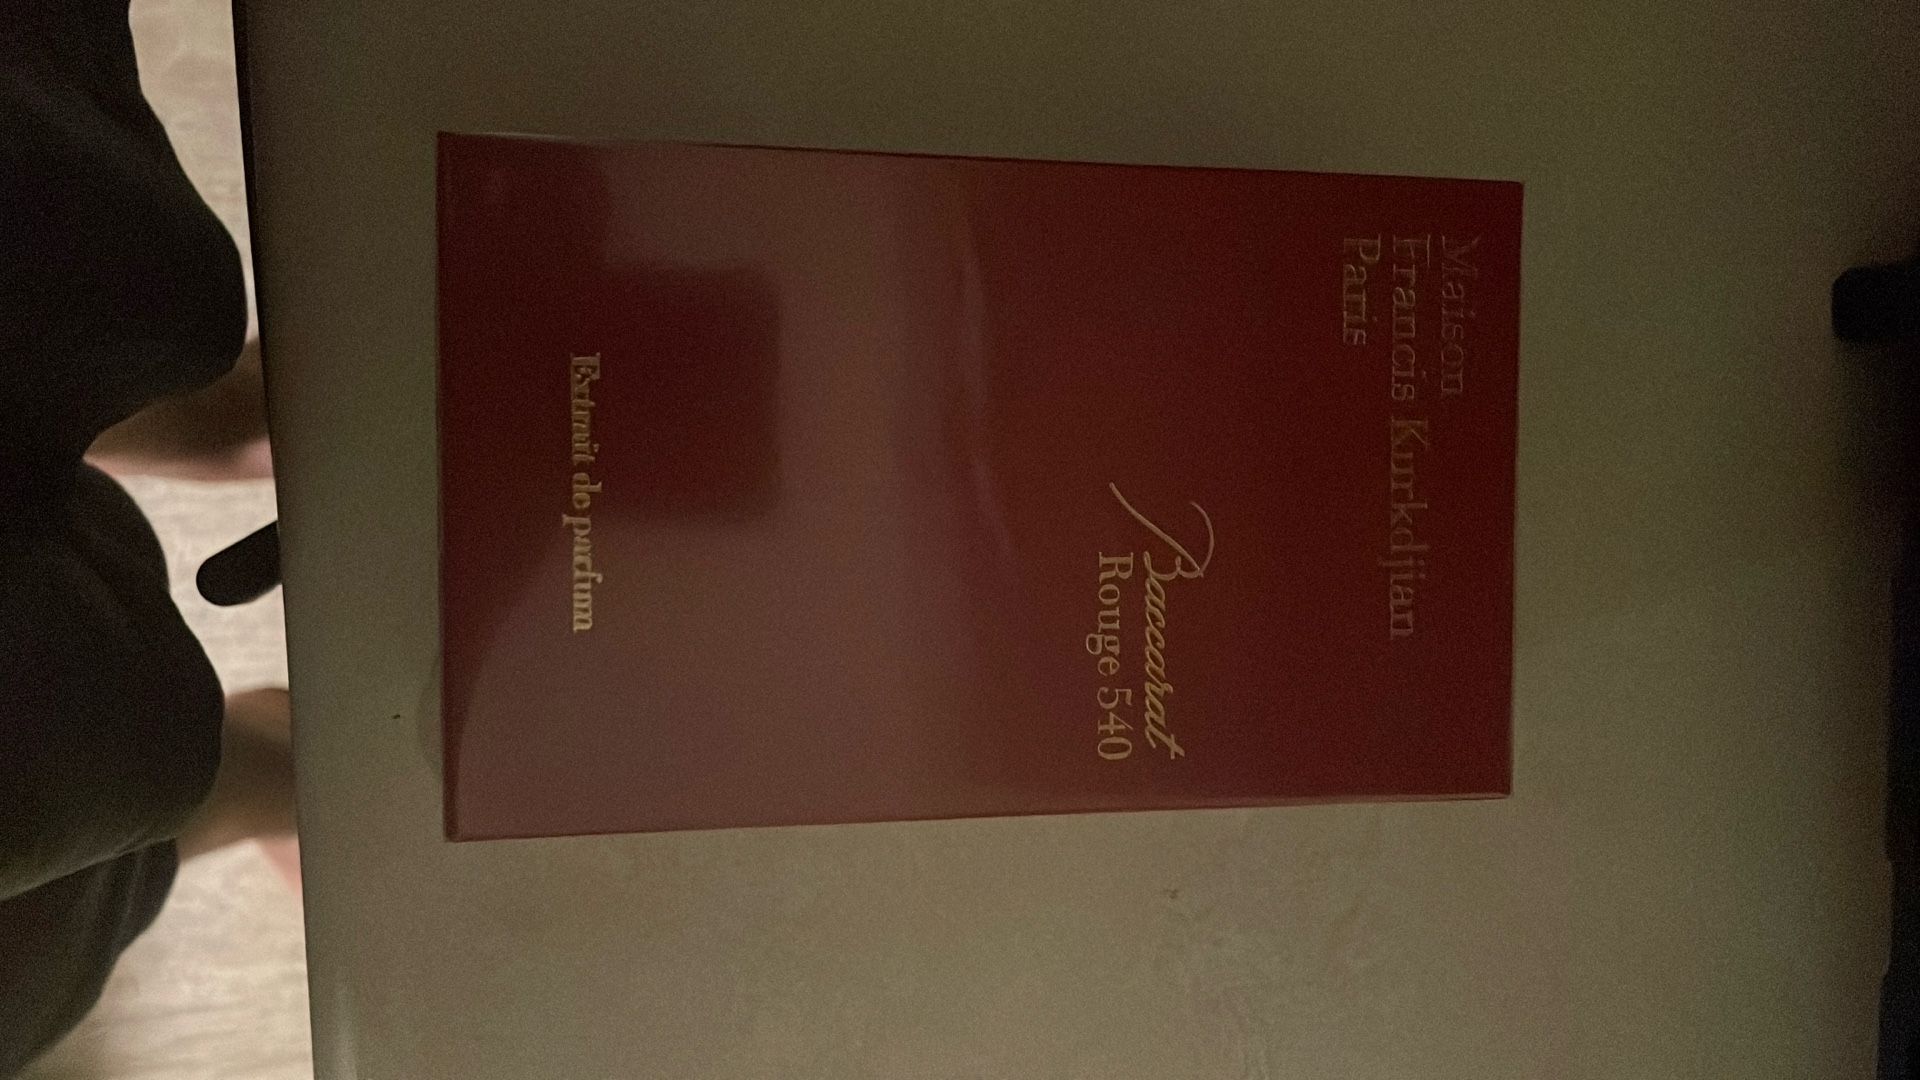 Maison
Francis Kurkdjian
Paris
Baccarat
Rouge 540
Extrait de parfum